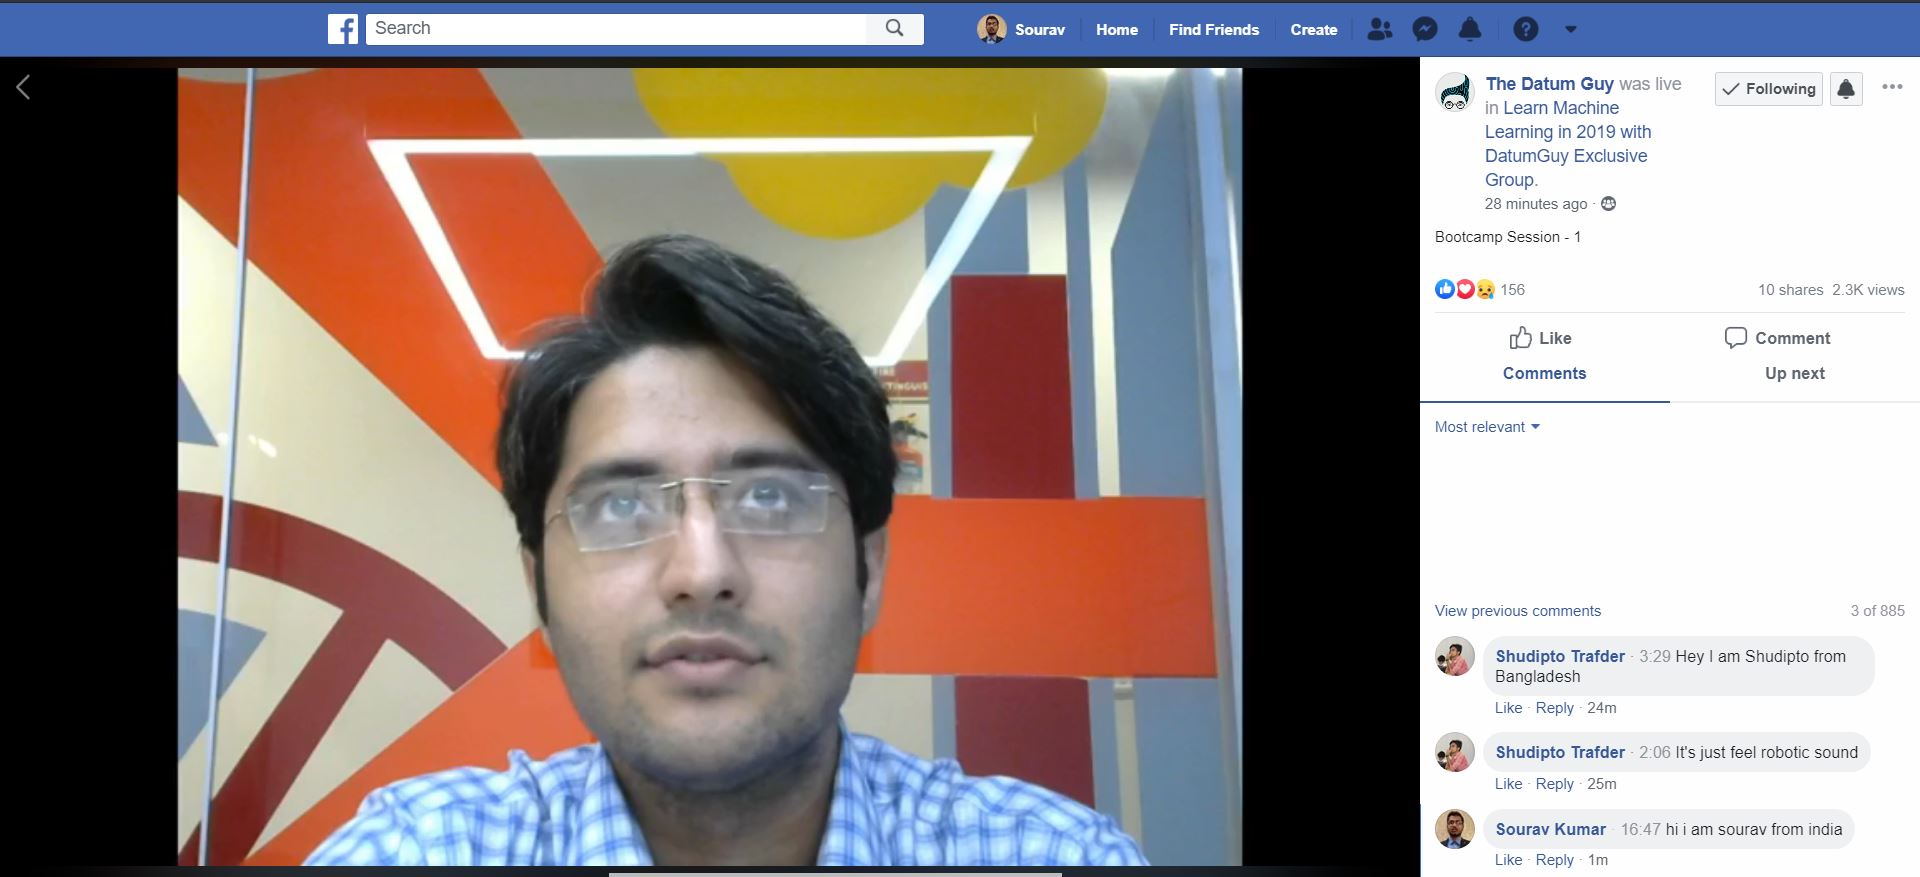 Search
Sourav
Home
Find Friends
Create
The Datum Guy was live
in Learn Machine
Learning in 2019 with
DatumGuy Exclusive
Group.
28 minutes ago ·
Following
Bootcamp Session - 1
156
10 shares 2.3K views
Like
Comment
Comments
Up next
Most relevant
View previous comments
3 of 885
Shudipto Trafder · 3:29 Hey I am Shudipto from
Bangladesh
Like · Reply · 24m
Shudipto Trafder · 2:06 It's just feel robotic sound
Like · Reply · 25m
Sourav Kumar · 16:47 hi i am sourav from india
Like · Reply · 1m